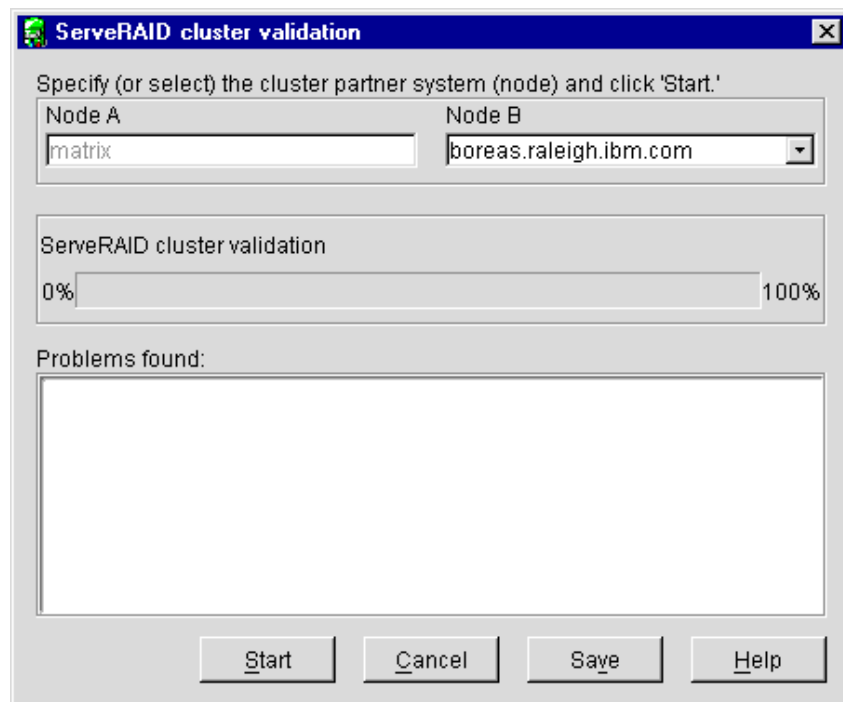 ServeRAID cluster validation
Specify (or select) the cluster partner system (node) and click 'Start.'
Node A Node B
matrix boreas.raleigh.ibm.com
ServeRAID cluster validation
0% 100%
Problems found:
Start Cancel Save Help